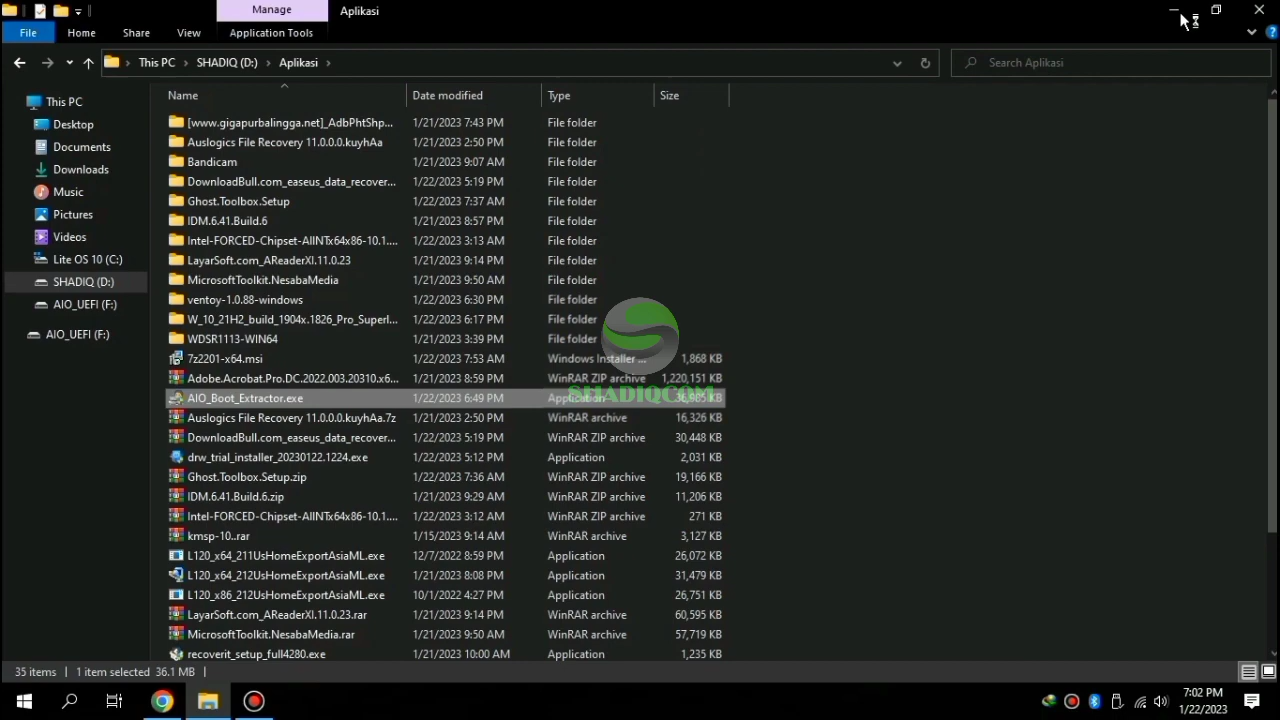 Manage
Aplikasi
File
Home
Share
View
Application Tools
This PC
SHADIQ (D:)
Aplikasi
Search Aplikasi
This PC
Desktop
Documents
Downloads
Music
Pictures
Videos
Lite OS 10 (C:)
SHADIQ (D:)
AIO_UEFI (F:)
AIO_UEFI (F:)
Name Date modified Type Size
[www.gigapurbalingga.net]_AdbPhtShp... 1/21/2023 7:43 PM File folder
Auslogics File Recovery 11.0.0.0.kuyhAa 1/21/2023 2:50 PM File folder
Bandicam 1/21/2023 9:07 AM File folder
DownloadBull.com_easeus_data_recover... 1/22/2023 5:19 PM File folder
Ghost.Toolbox.Setup 1/22/2023 7:37 AM File folder
IDM.6.41.Build.6 1/21/2023 8:57 PM File folder
Intel-FORCED-Chipset-AllNTx64x86-10.1.... 1/22/2023 3:13 AM File folder
LayarSoft.com_AReaderXI.11.0.23 1/21/2023 9:14 PM File folder
MicrosoftToolkit.NesabaMedia 1/21/2023 9:50 AM File folder
ventoy-1.0.88-windows 1/22/2023 6:30 PM File folder
W_10_21H2_build_1904x.1826_Pro_Superl... 1/22/2023 6:17 PM File folder
WDSR1113-WIN64 1/21/2023 3:39 PM File folder
7z2201-x64.msi 1/22/2023 7:53 AM Windows Installer ... 1,868 KB
Adobe.Acrobat.Pro.DC.2022.003.20310.x6... 1/21/2023 8:59 PM WinRAR ZIP archive 1,220,151 KB
SHADIQCOM
AIO_Boot_Extractor.exe 1/22/2023 6:49 PM Application 36,985 KB
Auslogics File Recovery 11.0.0.0.kuyhAa.7z 1/21/2023 2:50 PM WinRAR archive 16,326 KB
DownloadBull.com_easeus_data_recover... 1/22/2023 5:19 PM WinRAR ZIP archive 30,448 KB
drw_trial_installer_20230122.1224.exe 1/22/2023 5:12 PM Application 2,031 KB
Ghost.Toolbox.Setup.zip 1/22/2023 7:36 AM WinRAR ZIP archive 19,166 KB
IDM.6.41.Build.6.zip 1/21/2023 9:29 AM WinRAR ZIP archive 11,206 KB
Intel-FORCED-Chipset-AllNTx64x86-10.1.... 1/22/2023 3:12 AM WinRAR ZIP archive 271 KB
kmsp-10..rar 1/15/2023 9:14 AM WinRAR archive 3,127 KB
L120_x64_211UsHomeExportAsiaML.exe 12/7/2022 8:59 PM Application 26,072 KB
L120_x64_212UsHomeExportAsiaML.exe 1/21/2023 8:08 PM Application 31,479 KB
L120_x86_212UsHomeExportAsiaML.exe 10/1/2022 4:27 PM Application 26,751 KB
LayarSoft.com_AReaderXI.11.0.23.rar 1/21/2023 9:14 PM WinRAR archive 60,595 KB
MicrosoftToolkit.NesabaMedia.rar 1/21/2023 9:50 AM WinRAR archive 57,719 KB
recoverit_setup_full4280.exe 1/21/2023 10:00 AM Application 1,235 KB
35 items 1 item selected 36.1 MB
7:02 PM
1/22/2023